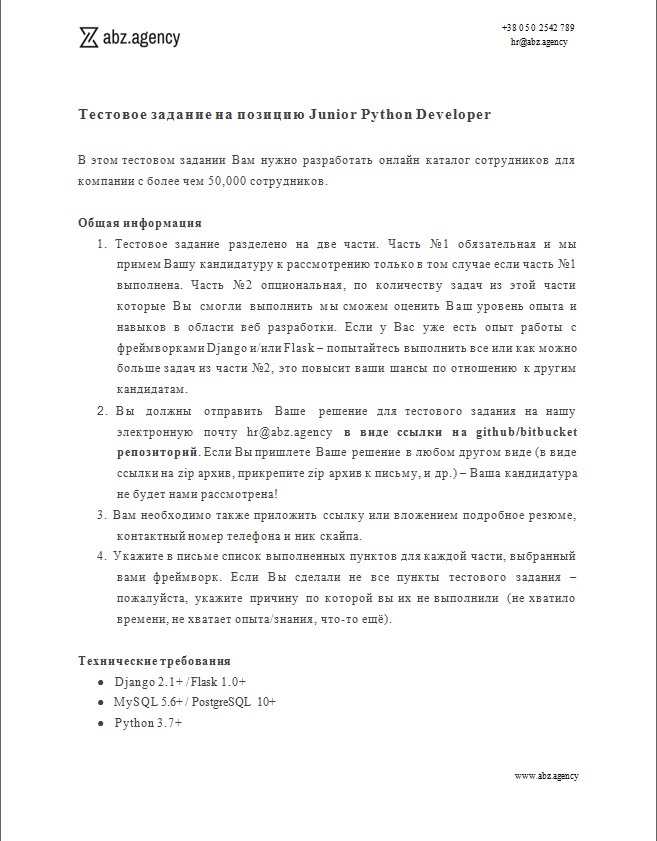 abz.agency
+38 050 2542 789
hr@abz.agency
Тестовое задание на позицию Junior Python Developer
В этом тестовом задании Вам нужно разработать онлайн каталог сотрудников для
компании с более чем 50,000 сотрудников.
Общая информация
1. Тестовое задание разделено на две части. Часть №1 обязательная и мы
примем Вашу кандидатуру к рассмотрению только в том случае если часть №1
выполнена. Часть №2 опциональная, по количеству задач из этой части
которые Вы смогли выполнить мы сможем оценить Ваш уровень опыта и
навыков в области веб разработки. Если у Вас уже есть опыт работы с
фреймворками Django и/или Flask – попытайтесь выполнить все или как можно
больше задач из части №2, это повысит ваши шансы по отношению к другим
кандидатам.
2. Вы должны отправить Ваше решение для тестового задания на нашу
электронную почту hr@abz.agency в виде ссылки на github/bitbucket
репозиторий. Если Вы пришлете Ваше решение в любом другом виде (в виде
ссылки на zip архив, прикрепите zip архив к письму, и др.) – Ваша кандидатура
не будет нами рассмотрена!
3. Вам необходимо также приложить ссылку или вложением подробное резюме,
контактный номер телефона и ник скайпа.
4. Укажите в письме список выполненных пунктов для каждой части, выбранный
вами фреймворк. Если Вы сделали не все пункты тестового задания –
пожалуйста, укажите причину по которой вы их не выполнили (не хватило
времени, не хватает опыта/знания, что-то ещё).
Технические требования
● Django 2.1+ /Flask 1.0+
● MySQL 5.6+ / PostgreSQL 10+
● Python 3.7+
www.abz.agency